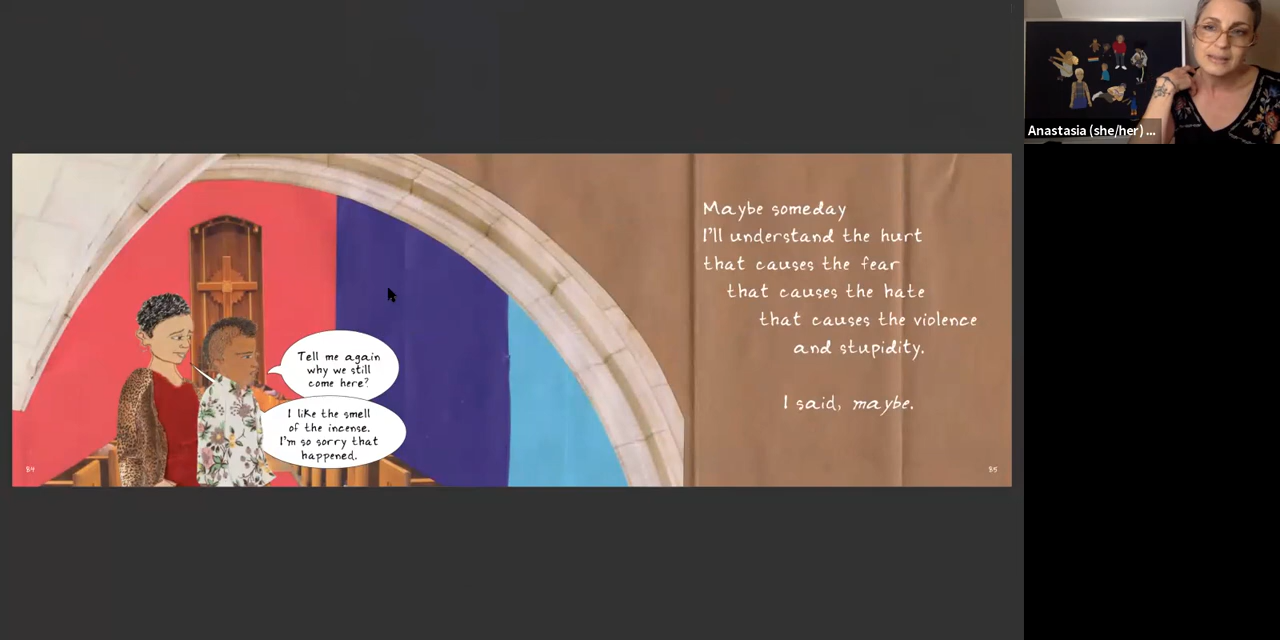 Tell me again
why we still
come here?
I like the smell
of the incense.
I'm so sorry that
happened.
84
Maybe someday
I'll understand the hurt
that causes the fear
that causes the hate
that causes the violence
and stupidity.
I said, maybe.
85
Anastasia (she/her) ...